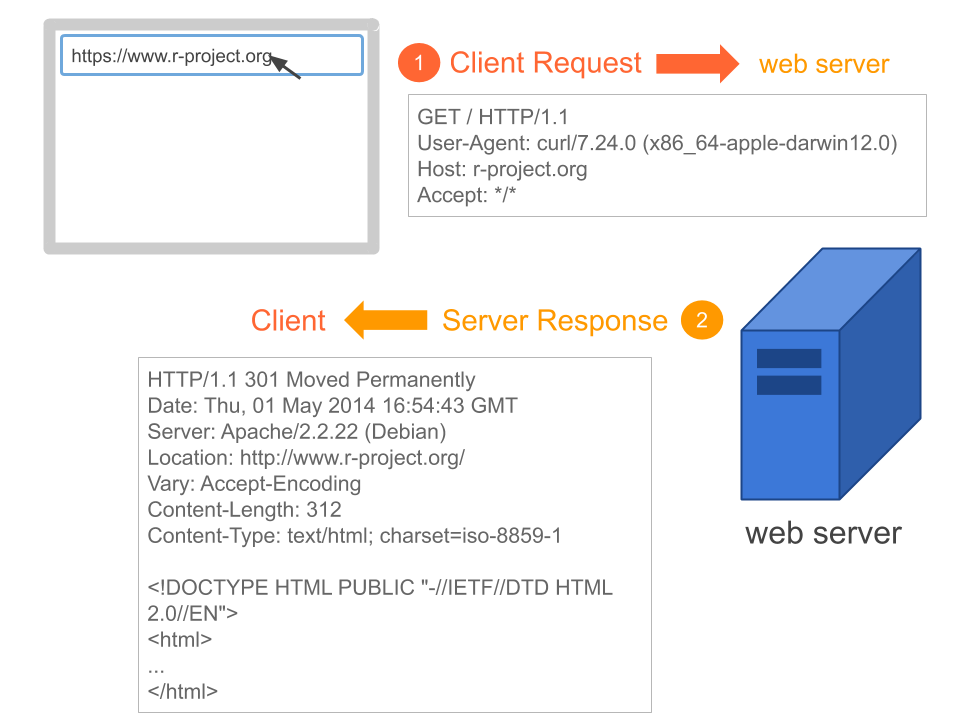 https://www.r-project.org
1 Client Request web server
GET / HTTP/1.1
User-Agent: curl/7.24.0 (x86_64-apple-darwin12.0)
Host: r-project.org
Accept: */*
Client Server Response 2
HTTP/1.1 301 Moved Permanently
Date: Thu, 01 May 2014 16:54:43 GMT
Server: Apache/2.2.22 (Debian)
Location: http://www.r-project.org/
Vary: Accept-Encoding
Content-Length: 312
Content-Type: text/html; charset=iso-8859-1
<!DOCTYPE HTML PUBLIC "-//IETF//DTD HTML
2.0//EN">
<html>
...
</html>
web server